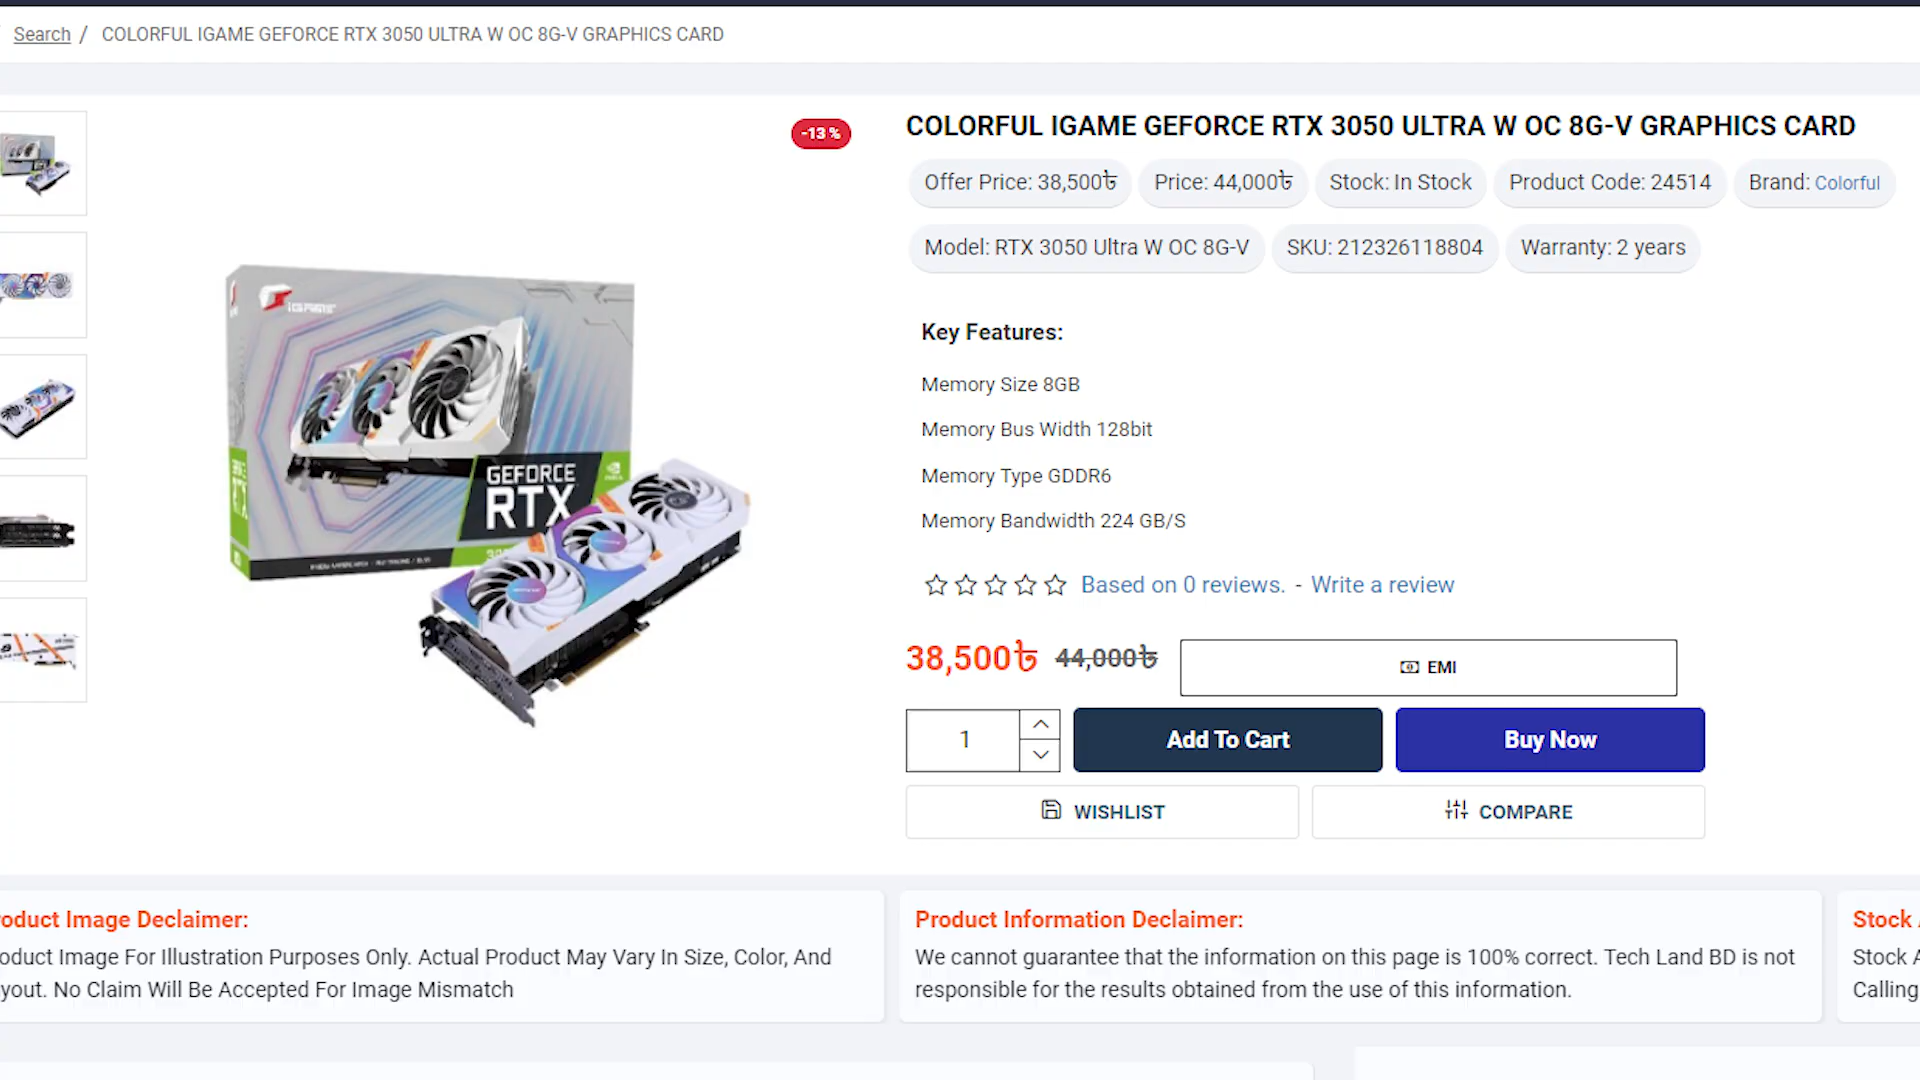 Search / COLORFUL IGAME GEFORCE RTX 3050 ULTRA W OC 8G-V GRAPHICS CARD
-13 %
iGAME
GEFORCE
RTX
COLORFUL IGAME GEFORCE RTX 3050 ULTRA W OC 8G-V GRAPHICS CARD
Offer Price: 38,500৳ Price: 44,000৳ Stock: In Stock Product Code: 24514 Brand: Colorful
Model: RTX 3050 Ultra W OC 8G-V SKU: 212326118804 Warranty: 2 years
Key Features:
Memory Size 8GB
Memory Bus Width 128bit
Memory Type GDDR6
Memory Bandwidth 224 GB/S
Based on 0 reviews. - Write a review
38,500৳ 44,000৳ EMI
1 Add To Cart Buy Now
WISHLIST COMPARE
oduct Image Declaimer:
oduct Image For Illustration Purposes Only. Actual Product May Vary In Size, Color, And
yout. No Claim Will Be Accepted For Image Mismatch
Product Information Declaimer:
We cannot guarantee that the information on this page is 100% correct. Tech Land BD is not
responsible for the results obtained from the use of this information.
Stock
Stock A
Calling